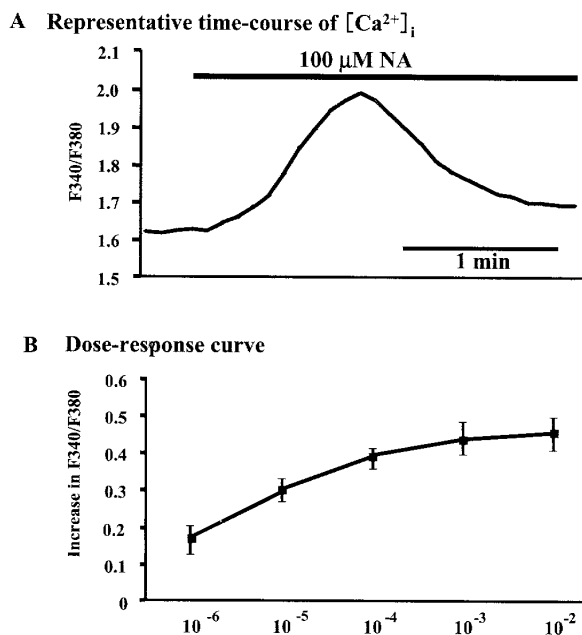 A Representative time-course of [Ca²⁺]ᵢ
100 μM NA
2.1
2.0
1.9
1.8
1.7
1.6
1.5
F340/F380
1 min
B Dose-response curve
0.6
0.5
0.4
0.3
0.2
0.1
0
Increase in F340/F380
10⁻⁶ 10⁻⁵ 10⁻⁴ 10⁻³ 10⁻²